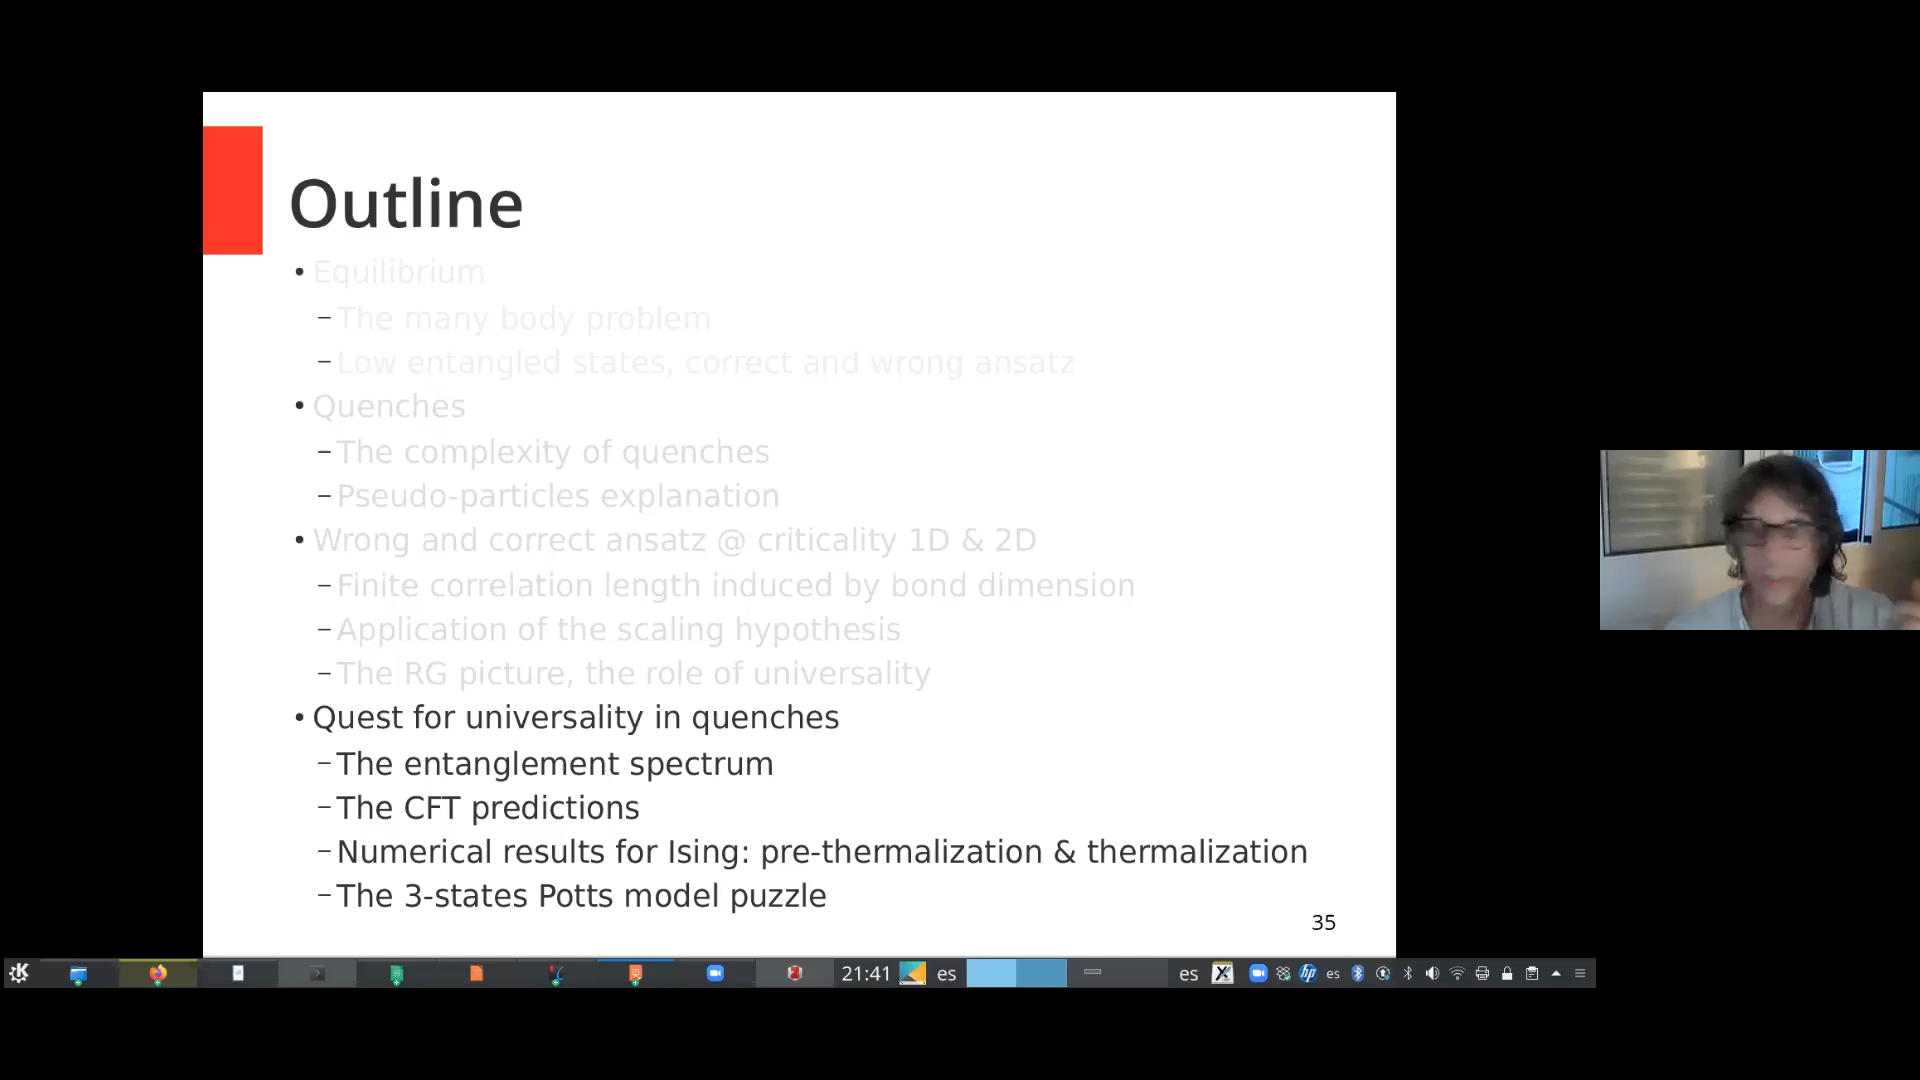 Outline
• Equilibrium
– The many body problem
– Low entangled states, correct and wrong ansatz
• Quenches
– The complexity of quenches
– Pseudo-particles explanation
• Wrong and correct ansatz @ criticality 1D & 2D
– Finite correlation length induced by bond dimension
– Application of the scaling hypothesis
– The RG picture, the role of universality
• Quest for universality in quenches
– The entanglement spectrum
– The CFT predictions
– Numerical results for Ising: pre-thermalization & thermalization
– The 3-states Potts model puzzle
35
21:41 es es es